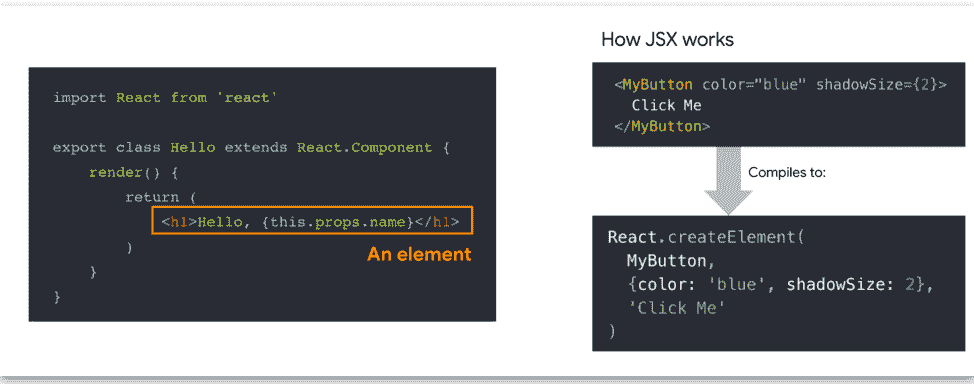 import React from 'react'
export class Hello extends React.Component {
render() {
return (
<h1>Hello, {this.props.name}</h1>
An element
)
}
}
How JSX works
<MyButton color="blue" shadowSize={2}>
Click Me
</MyButton>
Compiles to:
React.createElement(
MyButton,
{color: 'blue', shadowSize: 2},
'Click Me'
)